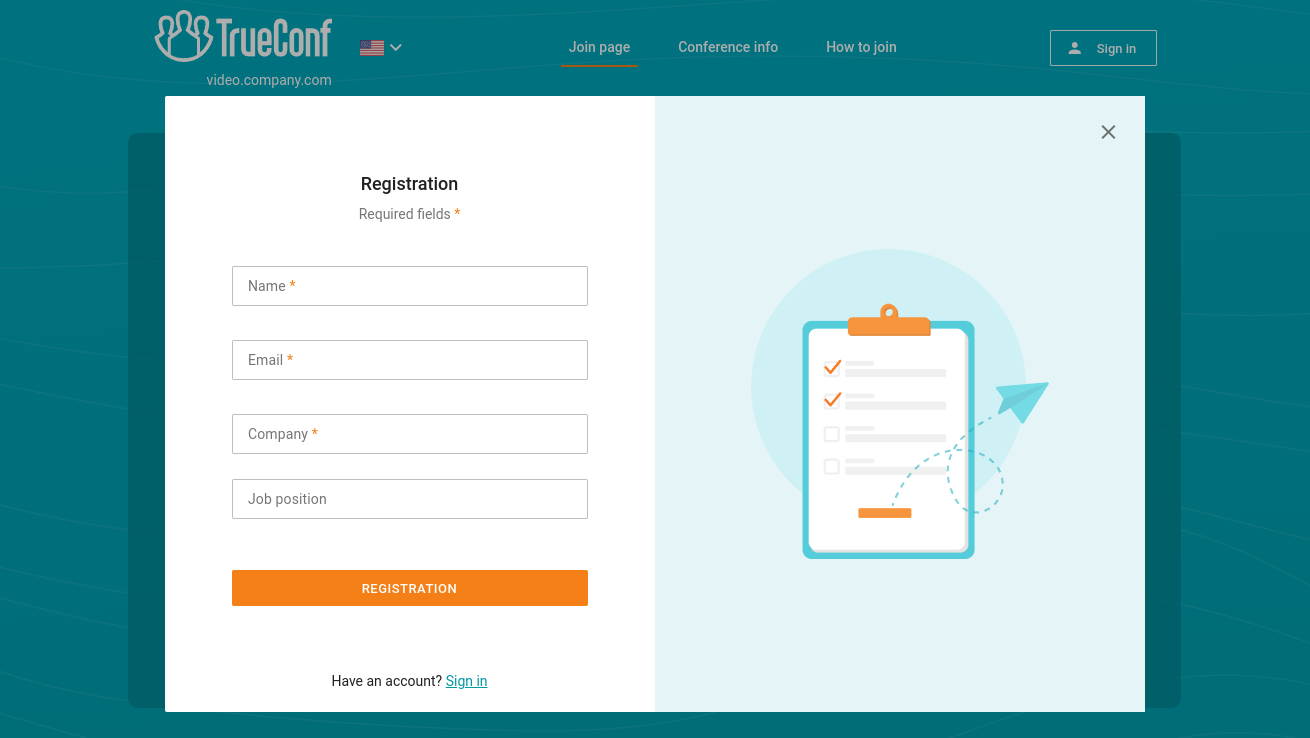 TrueConf
video.company.com
Join page
Conference info
How to join
Sign in
Registration
Required fields *
Name *
Email *
Company *
Job position
REGISTRATION
Have an account? Sign in